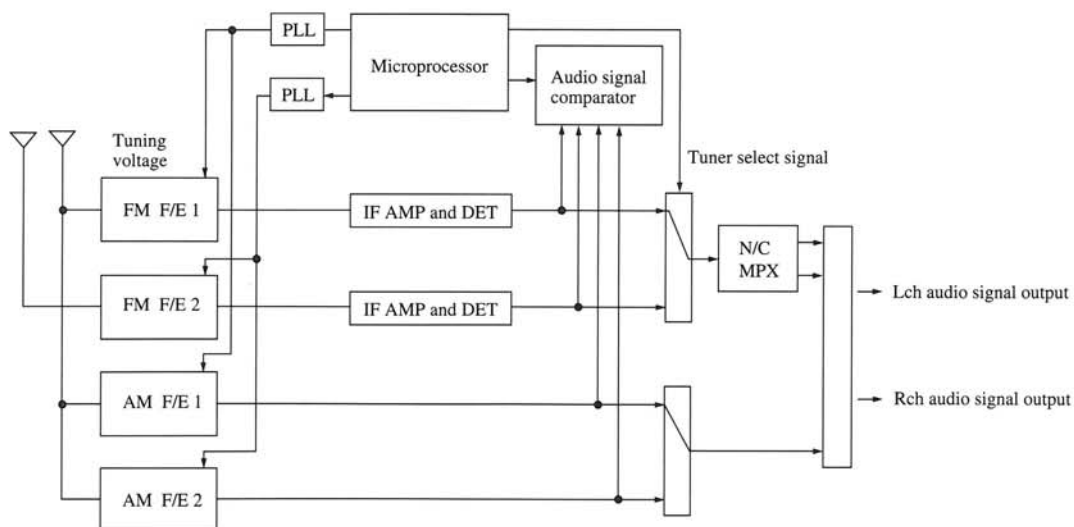 PLL
Microprocessor
PLL
Audio signal
comparator
Tuning
voltage
Tuner select signal
FM F/E 1
IF AMP and DET
N/C
MPX
FM F/E 2
IF AMP and DET
Lch audio signal output
AM F/E 1
Rch audio signal output
AM F/E 2